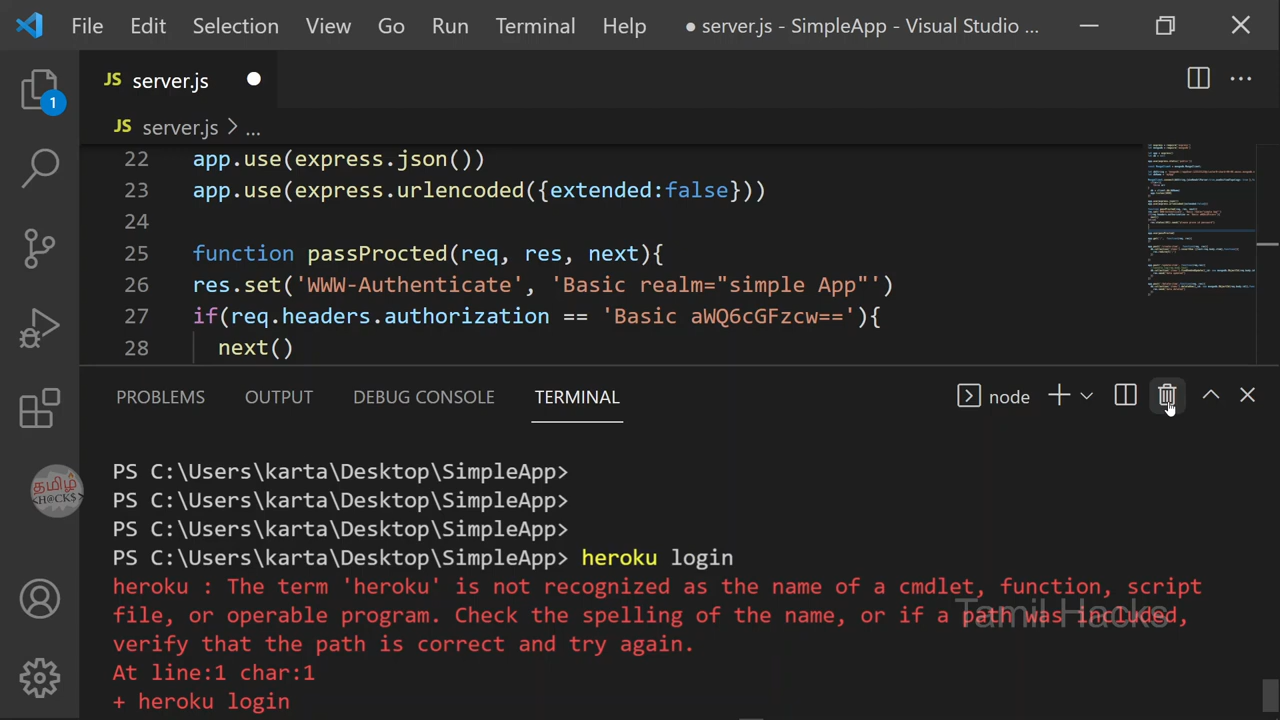 File Edit Selection View Go Run Terminal Help ● server.js - SimpleApp - Visual Studio ...
1
JS server.js
JS server.js > ...
22 app.use(express.json())
23 app.use(express.urlencoded({extended:false}))
24
25 function passProcted(req, res, next){
26 res.set('WWW-Authenticate', 'Basic realm="simple App"')
27 if(req.headers.authorization == 'Basic aWQ6cGFzcw=='){
28 next()
PROBLEMS OUTPUT DEBUG CONSOLE TERMINAL node
PS C:\Users\karta\Desktop\SimpleApp>
தமிழ்
<H@CK$>
PS C:\Users\karta\Desktop\SimpleApp>
PS C:\Users\karta\Desktop\SimpleApp>
PS C:\Users\karta\Desktop\SimpleApp> heroku login
heroku : The term 'heroku' is not recognized as the name of a cmdlet, function, script
file, or operable program. Check the spelling of the name, or if a path was included,
Tamil Hacks
verify that the path is correct and try again.
At line:1 char:1
+ heroku login